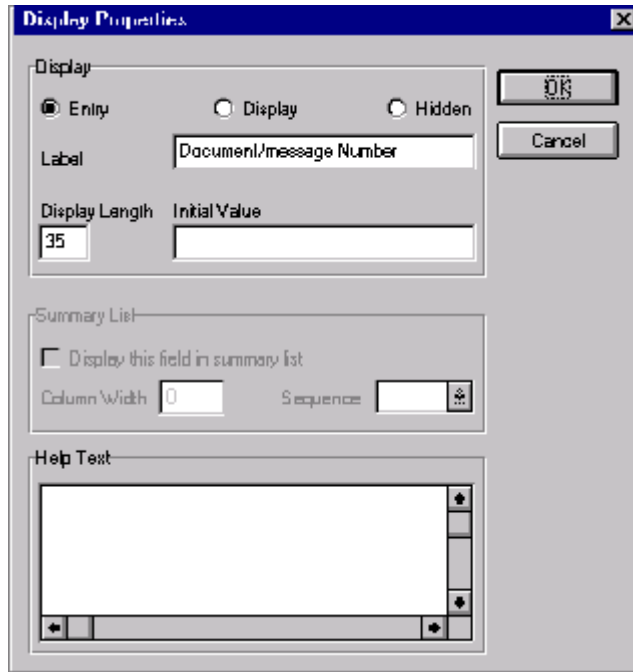 Display Properties
Display
Entry Display Hidden
OK
Cancel
Label Document/message Number
Display Length Initial Value
35
Summary List
Display this field in summary list
Column Width 0 Sequence
Help Text